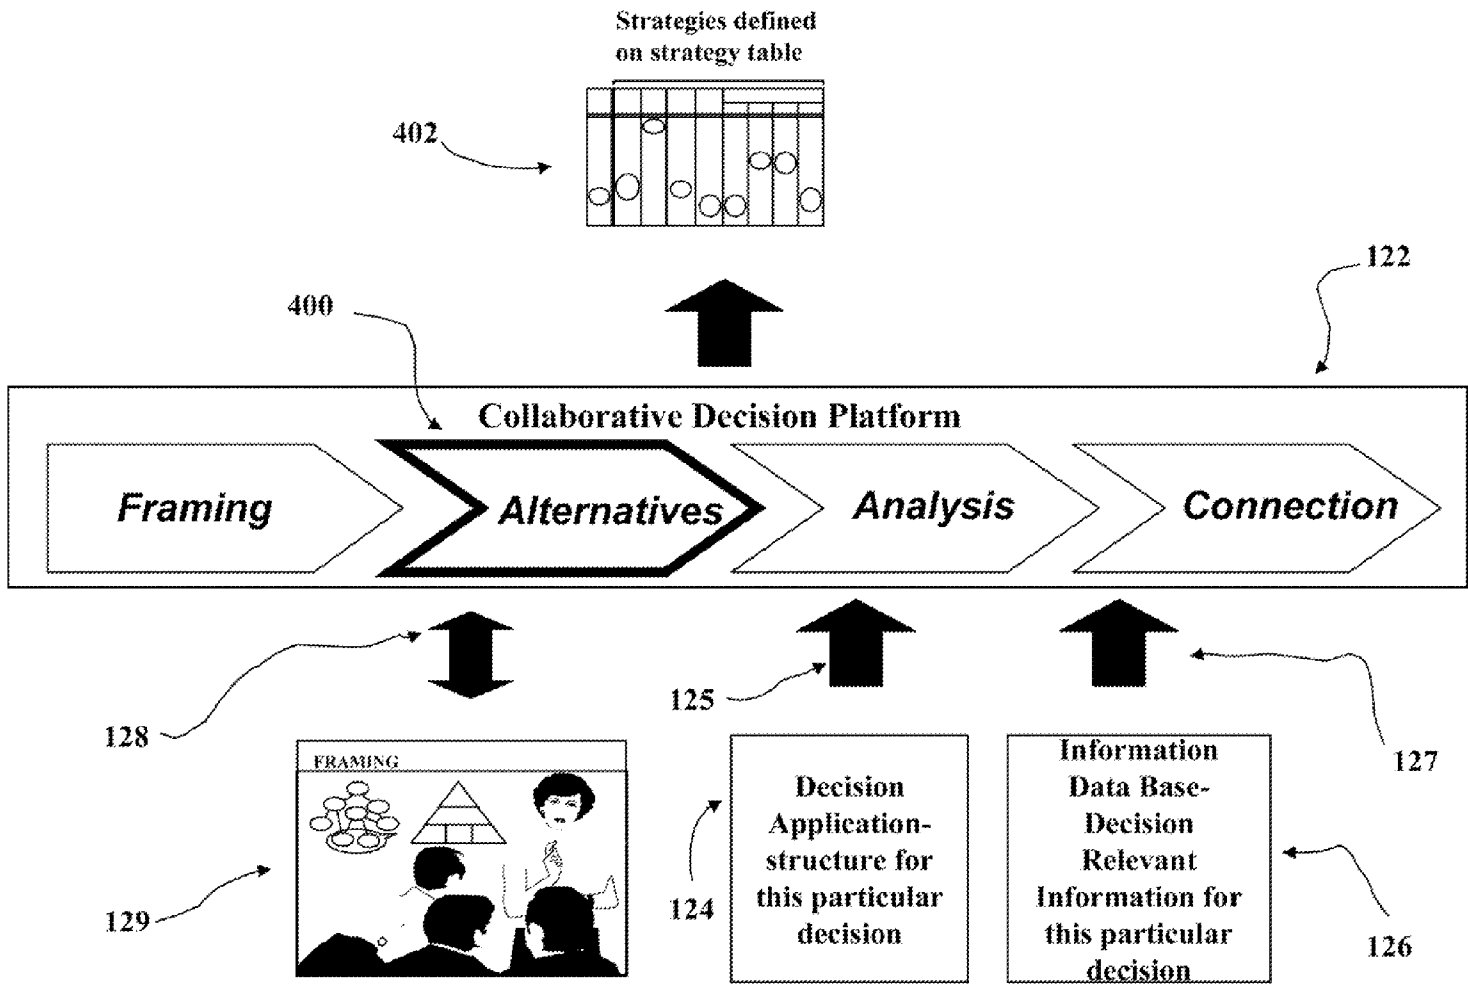 Strategies defined
on strategy table
402
122
400
Collaborative Decision Platform
Framing
Alternatives
Analysis
Connection
128
125
127
FRAMING
129
124
Decision
Application-
structure for
this particular
decision
Information
Data Base-
Decision
Relevant
Information for
this particular
decision
126